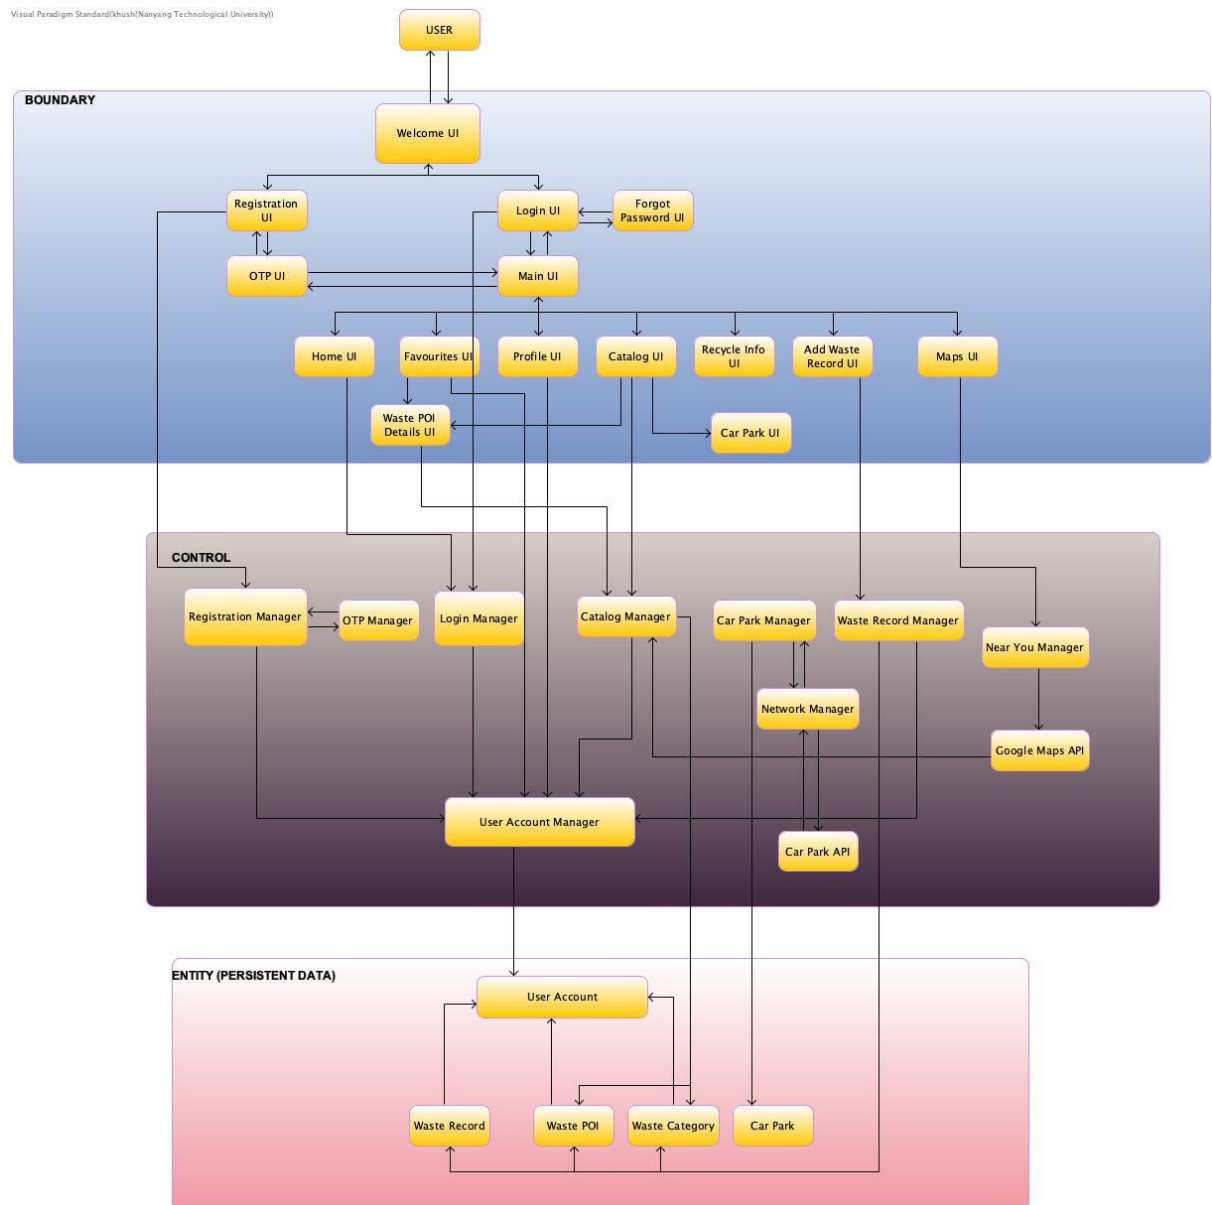 Visual Paradigm Standard(khush(Nanyang Technological University))
USER
BOUNDARY
Welcome UI
Registration
UI
Login UI
Forgot
Password UI
OTP UI
Main UI
Home UI
Favourites UI
Profile UI
Catalog UI
Recycle Info
UI
Add Waste
Record UI
Maps UI
Waste POI
Details UI
Car Park UI
CONTROL
Registration Manager
OTP Manager
Login Manager
Catalog Manager
Car Park Manager
Waste Record Manager
Near You Manager
Network Manager
Google Maps API
User Account Manager
Car Park API
ENTITY (PERSISTENT DATA)
User Account
Waste Record
Waste POI
Waste Category
Car Park